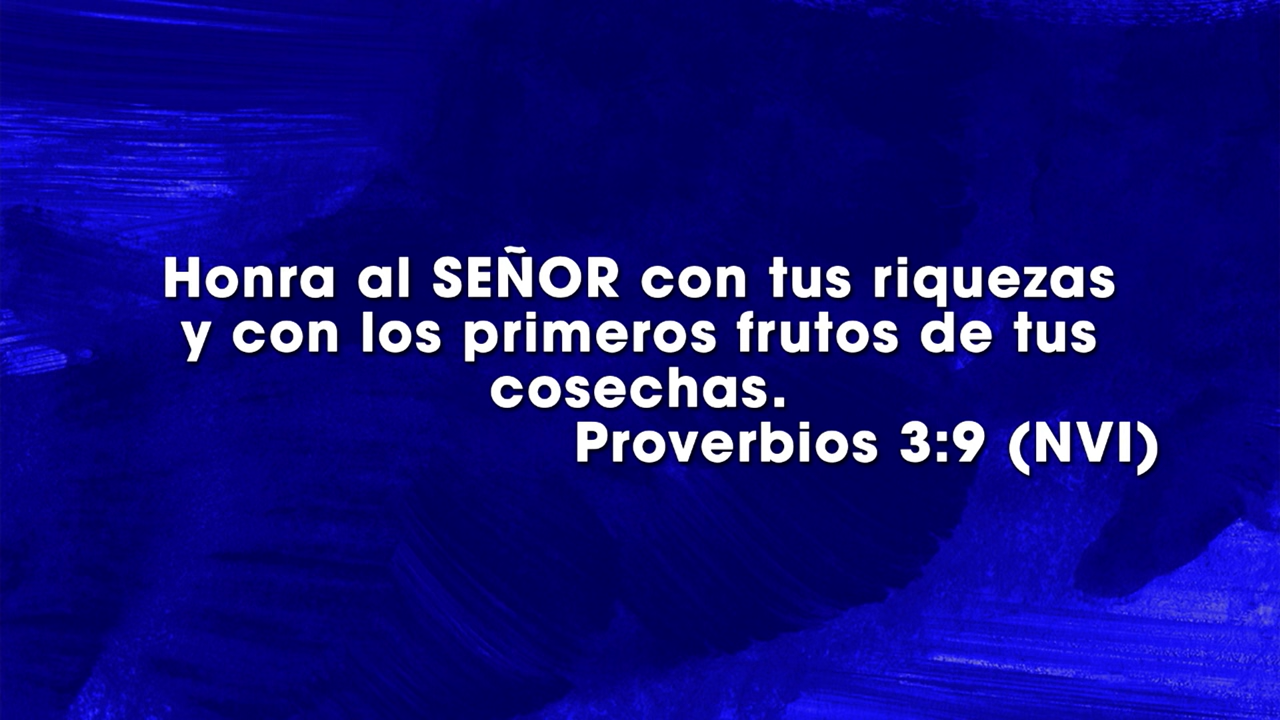 Honra al SEÑOR con tus riquezas
y con los primeros frutos de tus
cosechas.
Proverbios 3:9 (NVI)